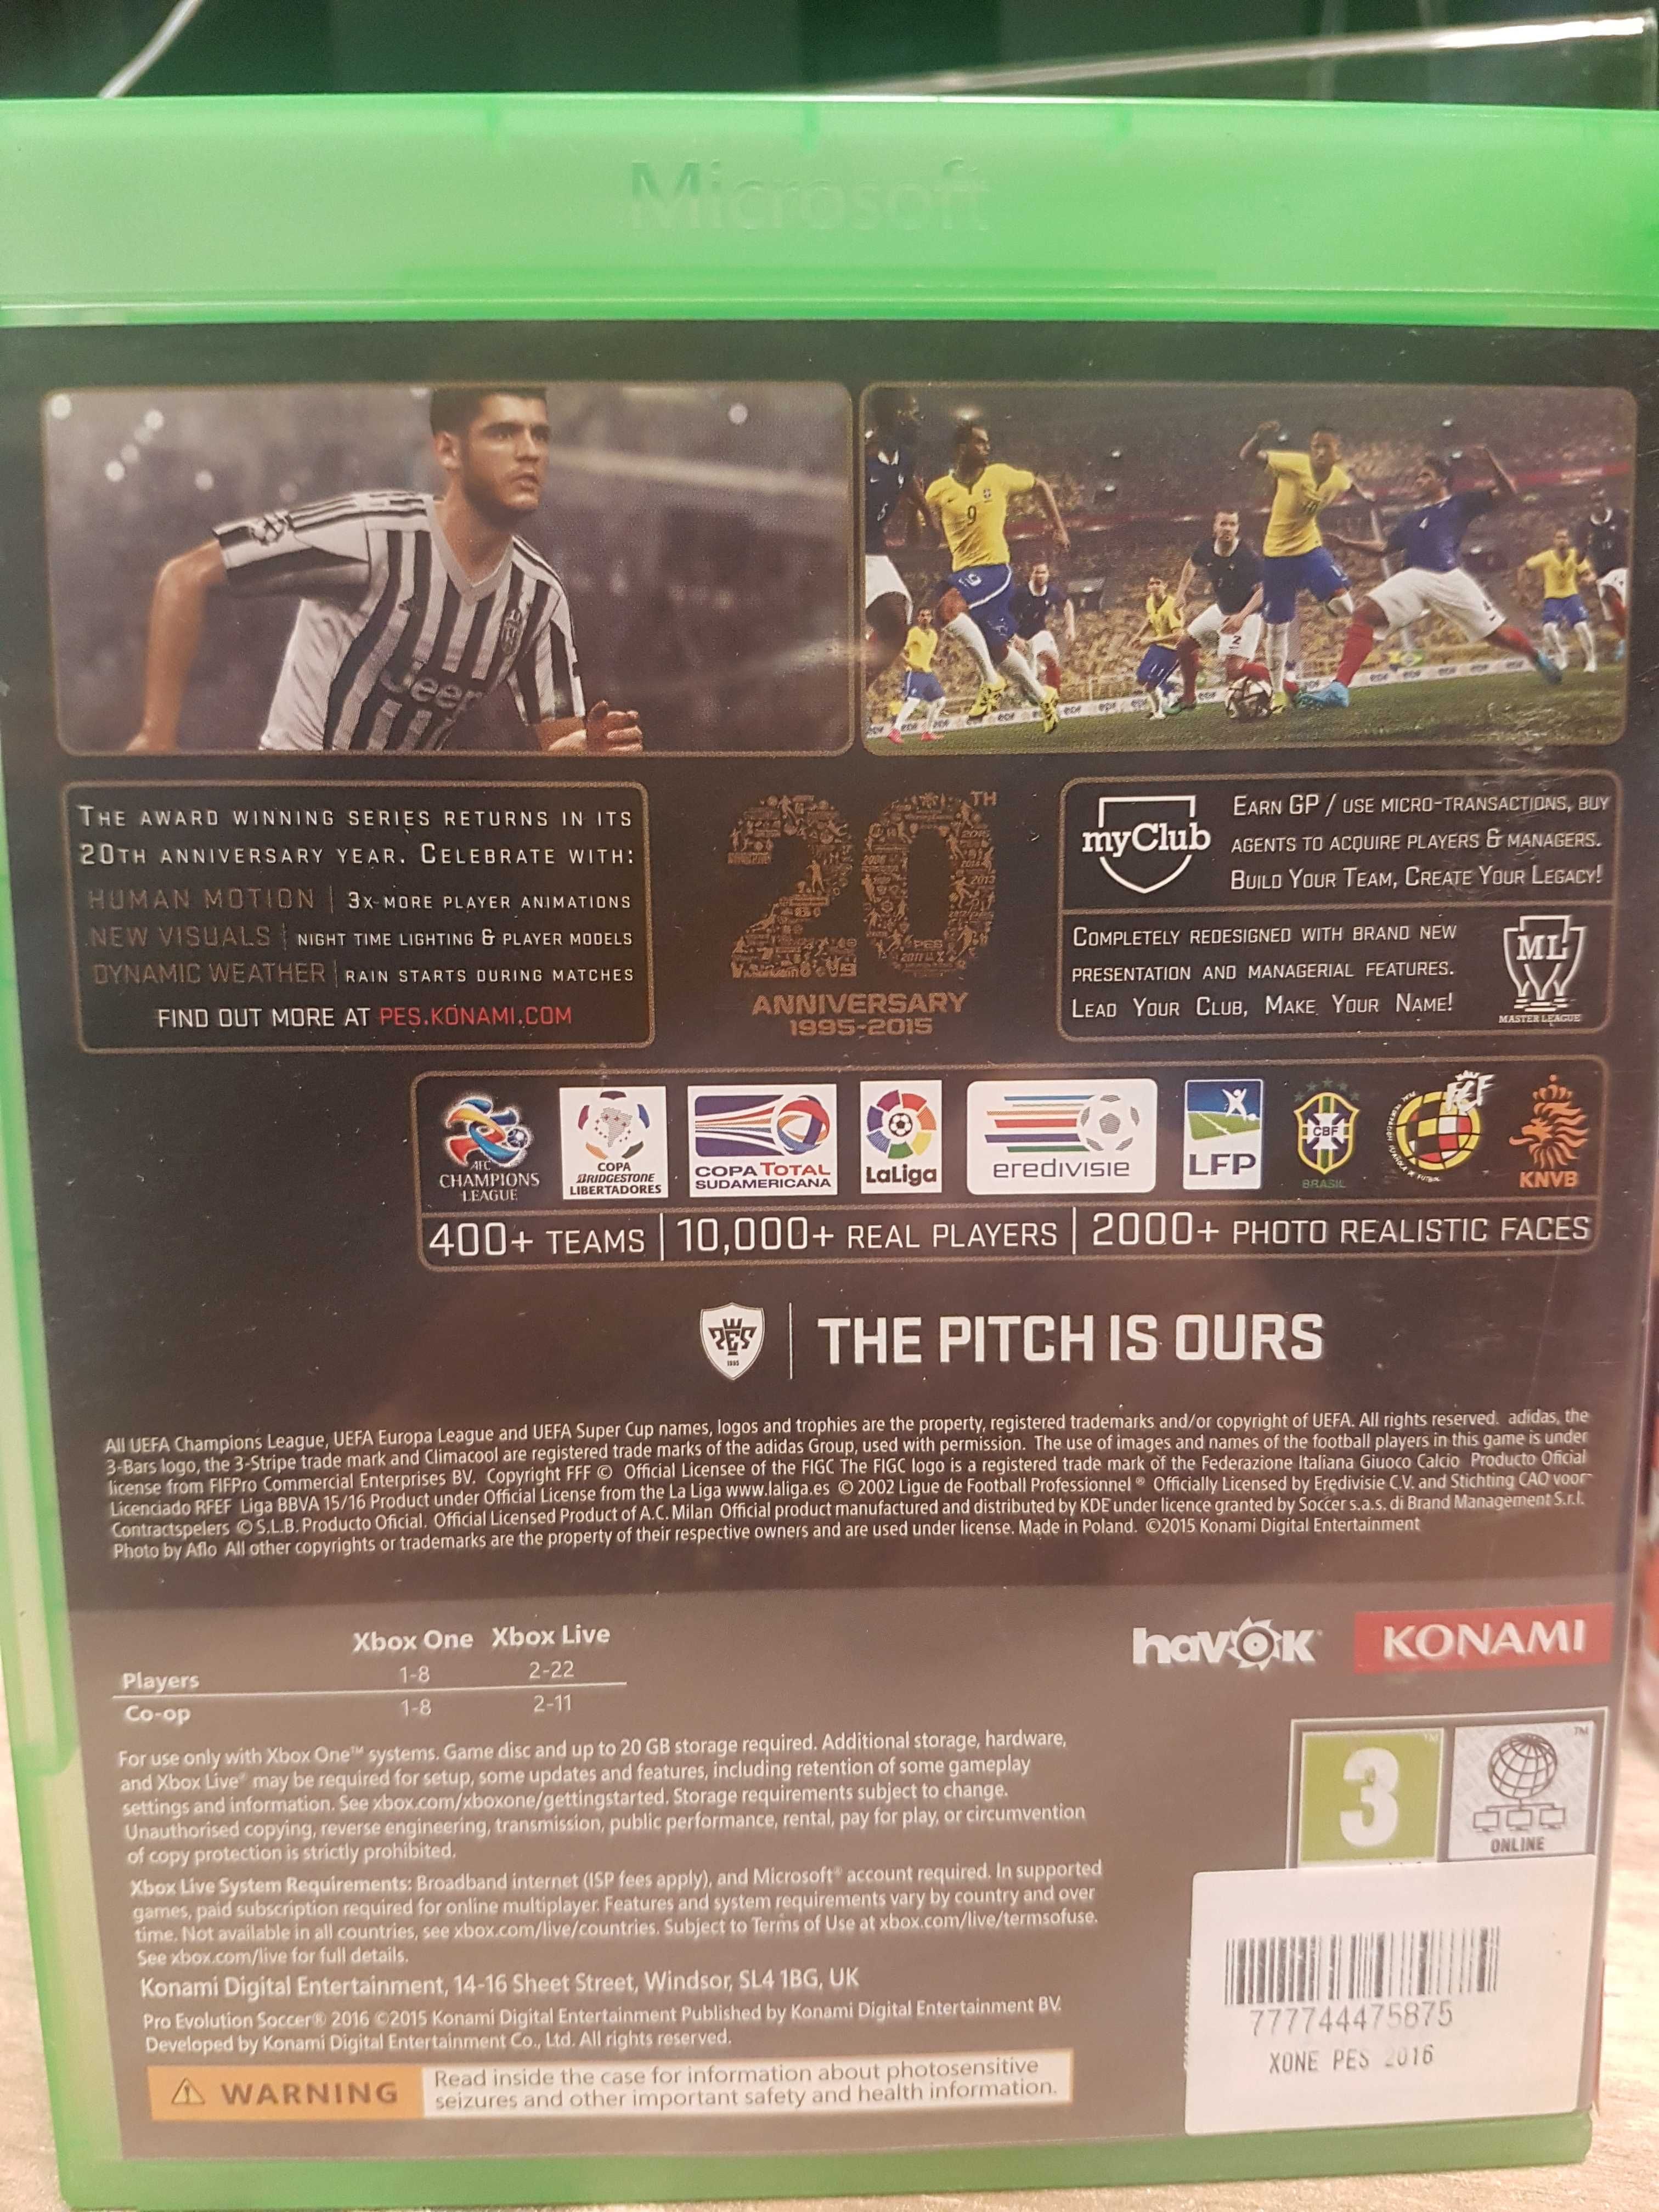 Microsoft
9
10
4
2
Jeep
edf edf edf edf
THE AWARD WINNING SERIES RETURNS IN ITS
20TH ANNIVERSARY YEAR. CELEBRATE WITH:
HUMAN MOTION | 3X MORE PLAYER ANIMATIONS
NEW VISUALS | NIGHT TIME LIGHTING & PLAYER MODELS
DYNAMIC WEATHER | RAIN STARTS DURING MATCHES
FIND OUT MORE AT PES.KONAMI.COM
20TH
ANNIVERSARY
1995-2015
myClub
EARN GP / USE MICRO-TRANSACTIONS, BUY
AGENTS TO ACQUIRE PLAYERS & MANAGERS.
BUILD YOUR TEAM, CREATE YOUR LEGACY!
COMPLETELY REDESIGNED WITH BRAND NEW
PRESENTATION AND MANAGERIAL FEATURES.
LEAD YOUR CLUB, MAKE YOUR NAME!
ML
MASTER LEAGUE
AFC
CHAMPIONS
LEAGUE
COPA
BRIDGESTONE
LIBERTADORES
COPA TOTAL
SUDAMERICANA
LaLiga
eredivisie
LFP
CBF
BRASIL
FEF
KNVB
400+ TEAMS | 10,000+ REAL PLAYERS | 2000+ PHOTO REALISTIC FACES
PES
1995
THE PITCH IS OURS
All UEFA Champions League, UEFA Europa League and UEFA Super Cup names, logos and trophies are the property, registered trademarks and/or copyright of UEFA. All rights reserved. adidas, the
3-Bars logo, the 3-Stripe trade mark and Climacool are registered trade marks of the adidas Group, used with permission. The use of images and names of the football players in this game is under
license from FIFPro Commercial Enterprises BV. Copyright FFF © Official Licensee of the FIGC The FIGC logo is a registered trade mark of the Federazione Italiana Giuoco Calcio Producto Oficial
Licenciado RFEF Liga BBVA 15/16 Product under Official License from the La Liga www.laliga.es © 2002 Ligue de Football Professionnel ® Officially Licensed by Eredivisie C.V. and Stichting CAO voor
Contractspelers © S.L.B. Producto Oficial. Official Licensed Product of A.C. Milan Official product manufactured and distributed by KDE under licence granted by Soccer s.a.s. di Brand Management S.r.l.
Photo by Aflo All other copyrights or trademarks are the property of their respective owners and are used under license. Made in Poland. ©2015 Konami Digital Entertainment
Xbox One Xbox Live
Players 1-8 2-22
Co-op 1-8 2-11
havok
KONAMI
For use only with Xbox One™ systems. Game disc and up to 20 GB storage required. Additional storage, hardware,
and Xbox Live® may be required for setup, some updates and features, including retention of some gameplay
settings and information. See xbox.com/xboxone/gettingstarted. Storage requirements subject to change.
Unauthorised copying, reverse engineering, transmission, public performance, rental, pay for play, or circumvention
of copy protection is strictly prohibited.
Xbox Live System Requirements: Broadband internet (ISP fees apply), and Microsoft® account required. In supported
games, paid subscription required for online multiplayer. Features and system requirements vary by country and over
time. Not available in all countries, see xbox.com/live/countries. Subject to Terms of Use at xbox.com/live/termsofuse.
See xbox.com/live for full details.
Konami Digital Entertainment, 14-16 Sheet Street, Windsor, SL4 1BG, UK
Pro Evolution Soccer® 2016 ©2015 Konami Digital Entertainment Published by Konami Digital Entertainment BV.
Developed by Konami Digital Entertainment Co., Ltd. All rights reserved.
WARNING
Read inside the case for information about photosensitive
seizures and other important safety and health information.
3
™
ONLINE
777744475875
XONE PES 2016